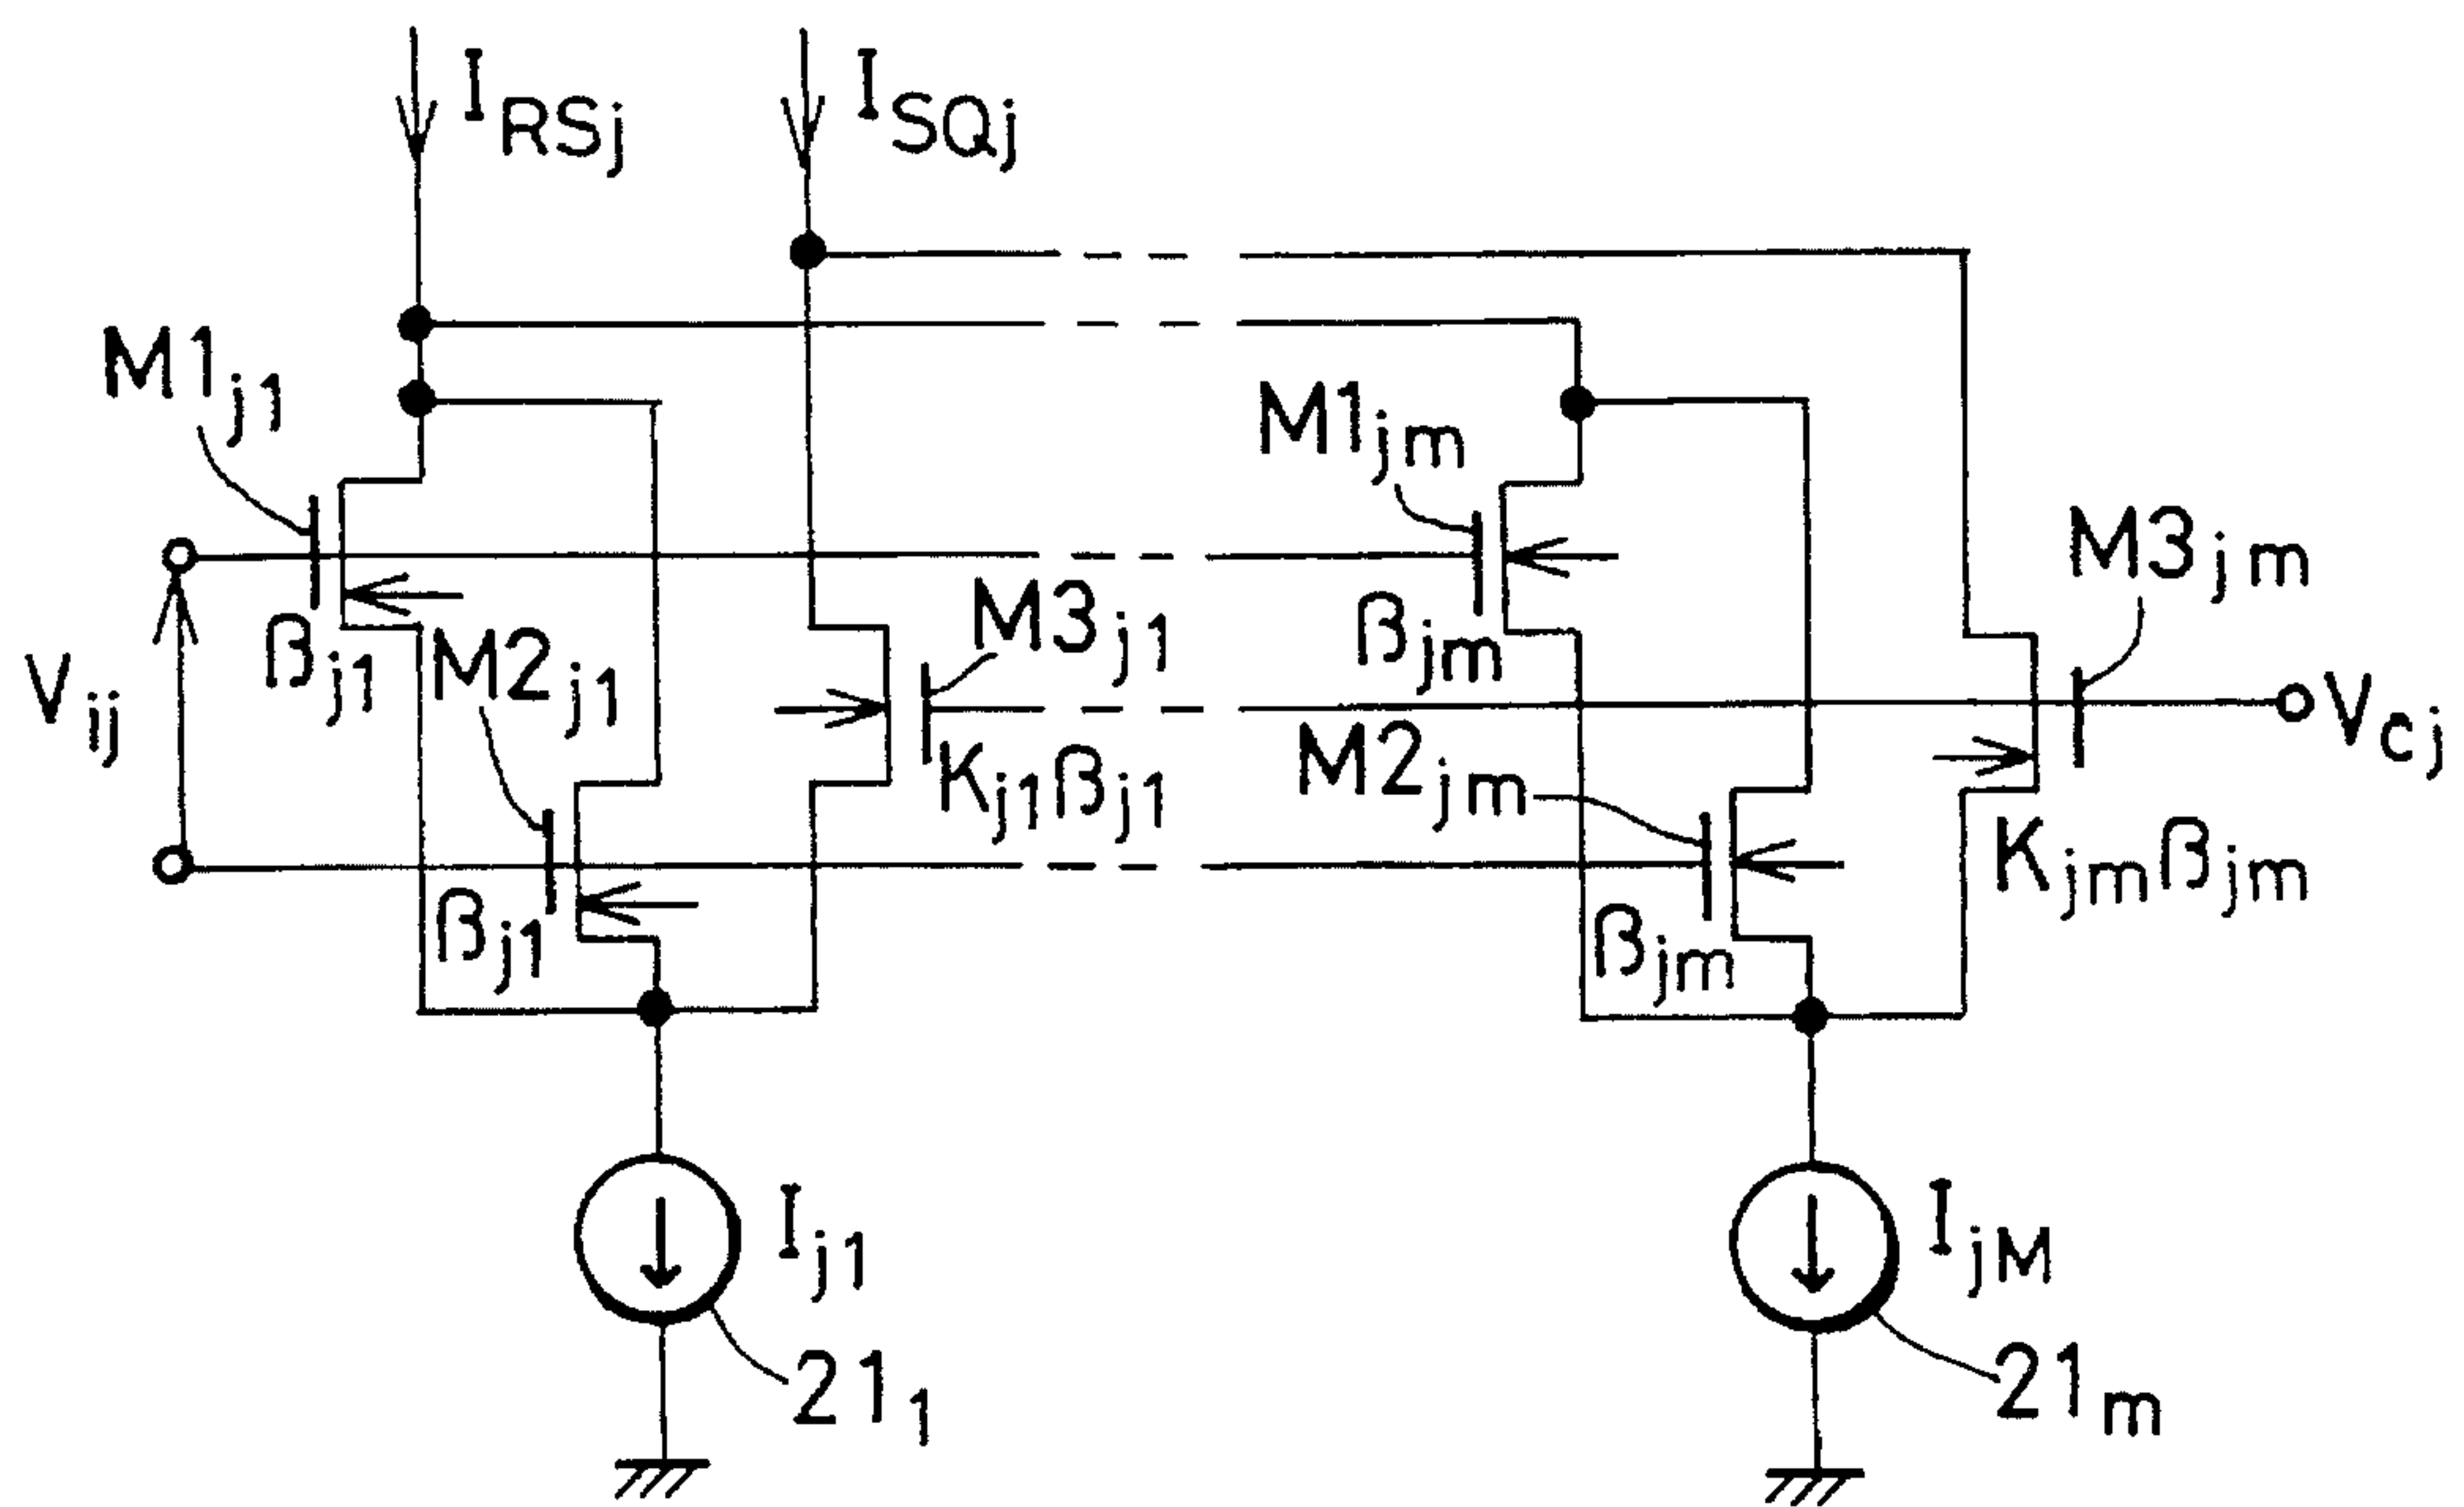 I_RSj
I_SQj
M1_j1
M1_jm
M3_jm
β_j1
M2_j1
M3_j1
β_jm
V_ij
V_cj
K_j1β_j1
M2_jm
K_jmβ_jm
β_j1
β_jm
I_j1
I_jM
21_1
21_m